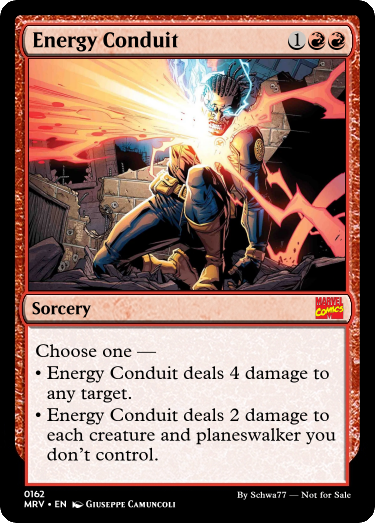 Energy Conduit 1
Sorcery
MARVEL
COMICS
Choose one —
• Energy Conduit deals 4 damage to
any target.
• Energy Conduit deals 2 damage to
each creature and planeswalker you
don't control.
0162
MRV • EN Giuseppe Camuncoli
By Schwa77 — Not for Sale